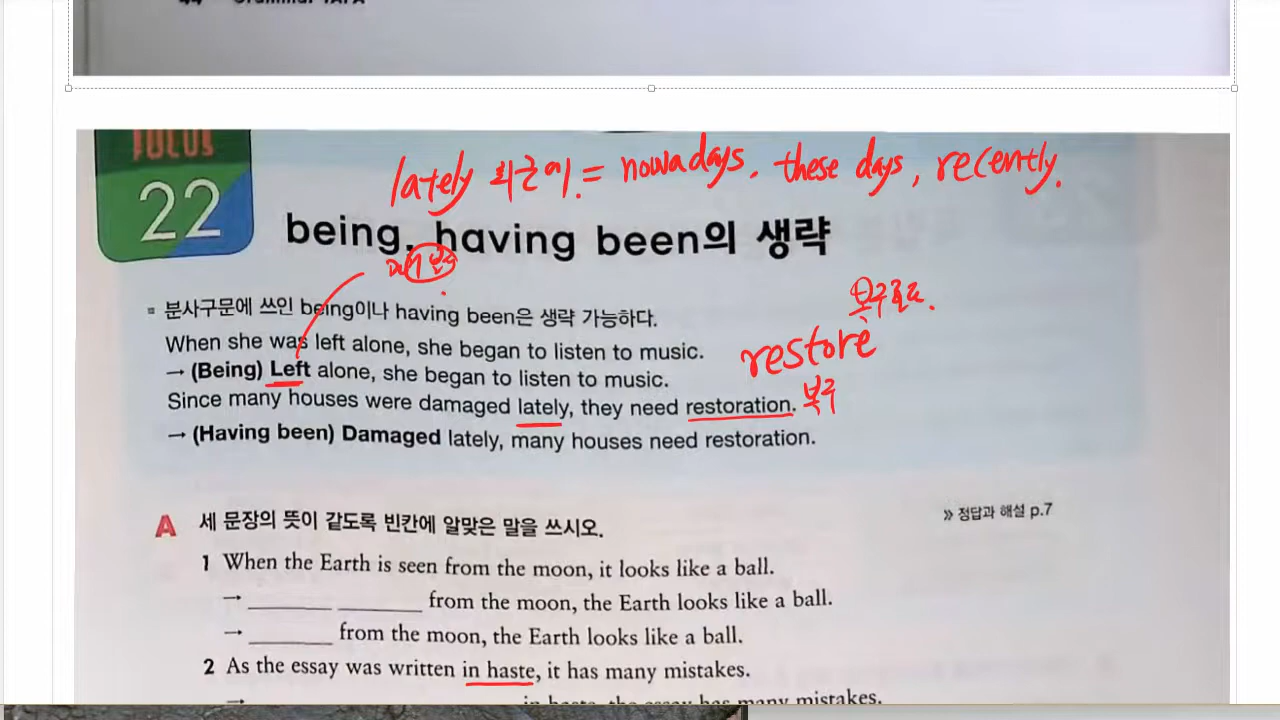 FOCUS
22
lately 최근에. = nowadays. these days, recently.
being, having been의 생략
분사구문에 쓰인 being이나 having been은 생략 가능하다.
복구하다.
When she was left alone, she began to listen to music.
restore
→ (Being) Left alone, she began to listen to music.
Since many houses were damaged lately, they need restoration. 복구
→ (Having been) Damaged lately, many houses need restoration.
A 세 문장의 뜻이 같도록 빈칸에 알맞은 말을 쓰시오.
» 정답과 해설 p.7
1 When the Earth is seen from the moon, it looks like a ball.
→ ________ ________ from the moon, the Earth looks like a ball.
→ ________ from the moon, the Earth looks like a ball.
2 As the essay was written in haste, it has many mistakes.
→ in haste, the essay has many mistakes.